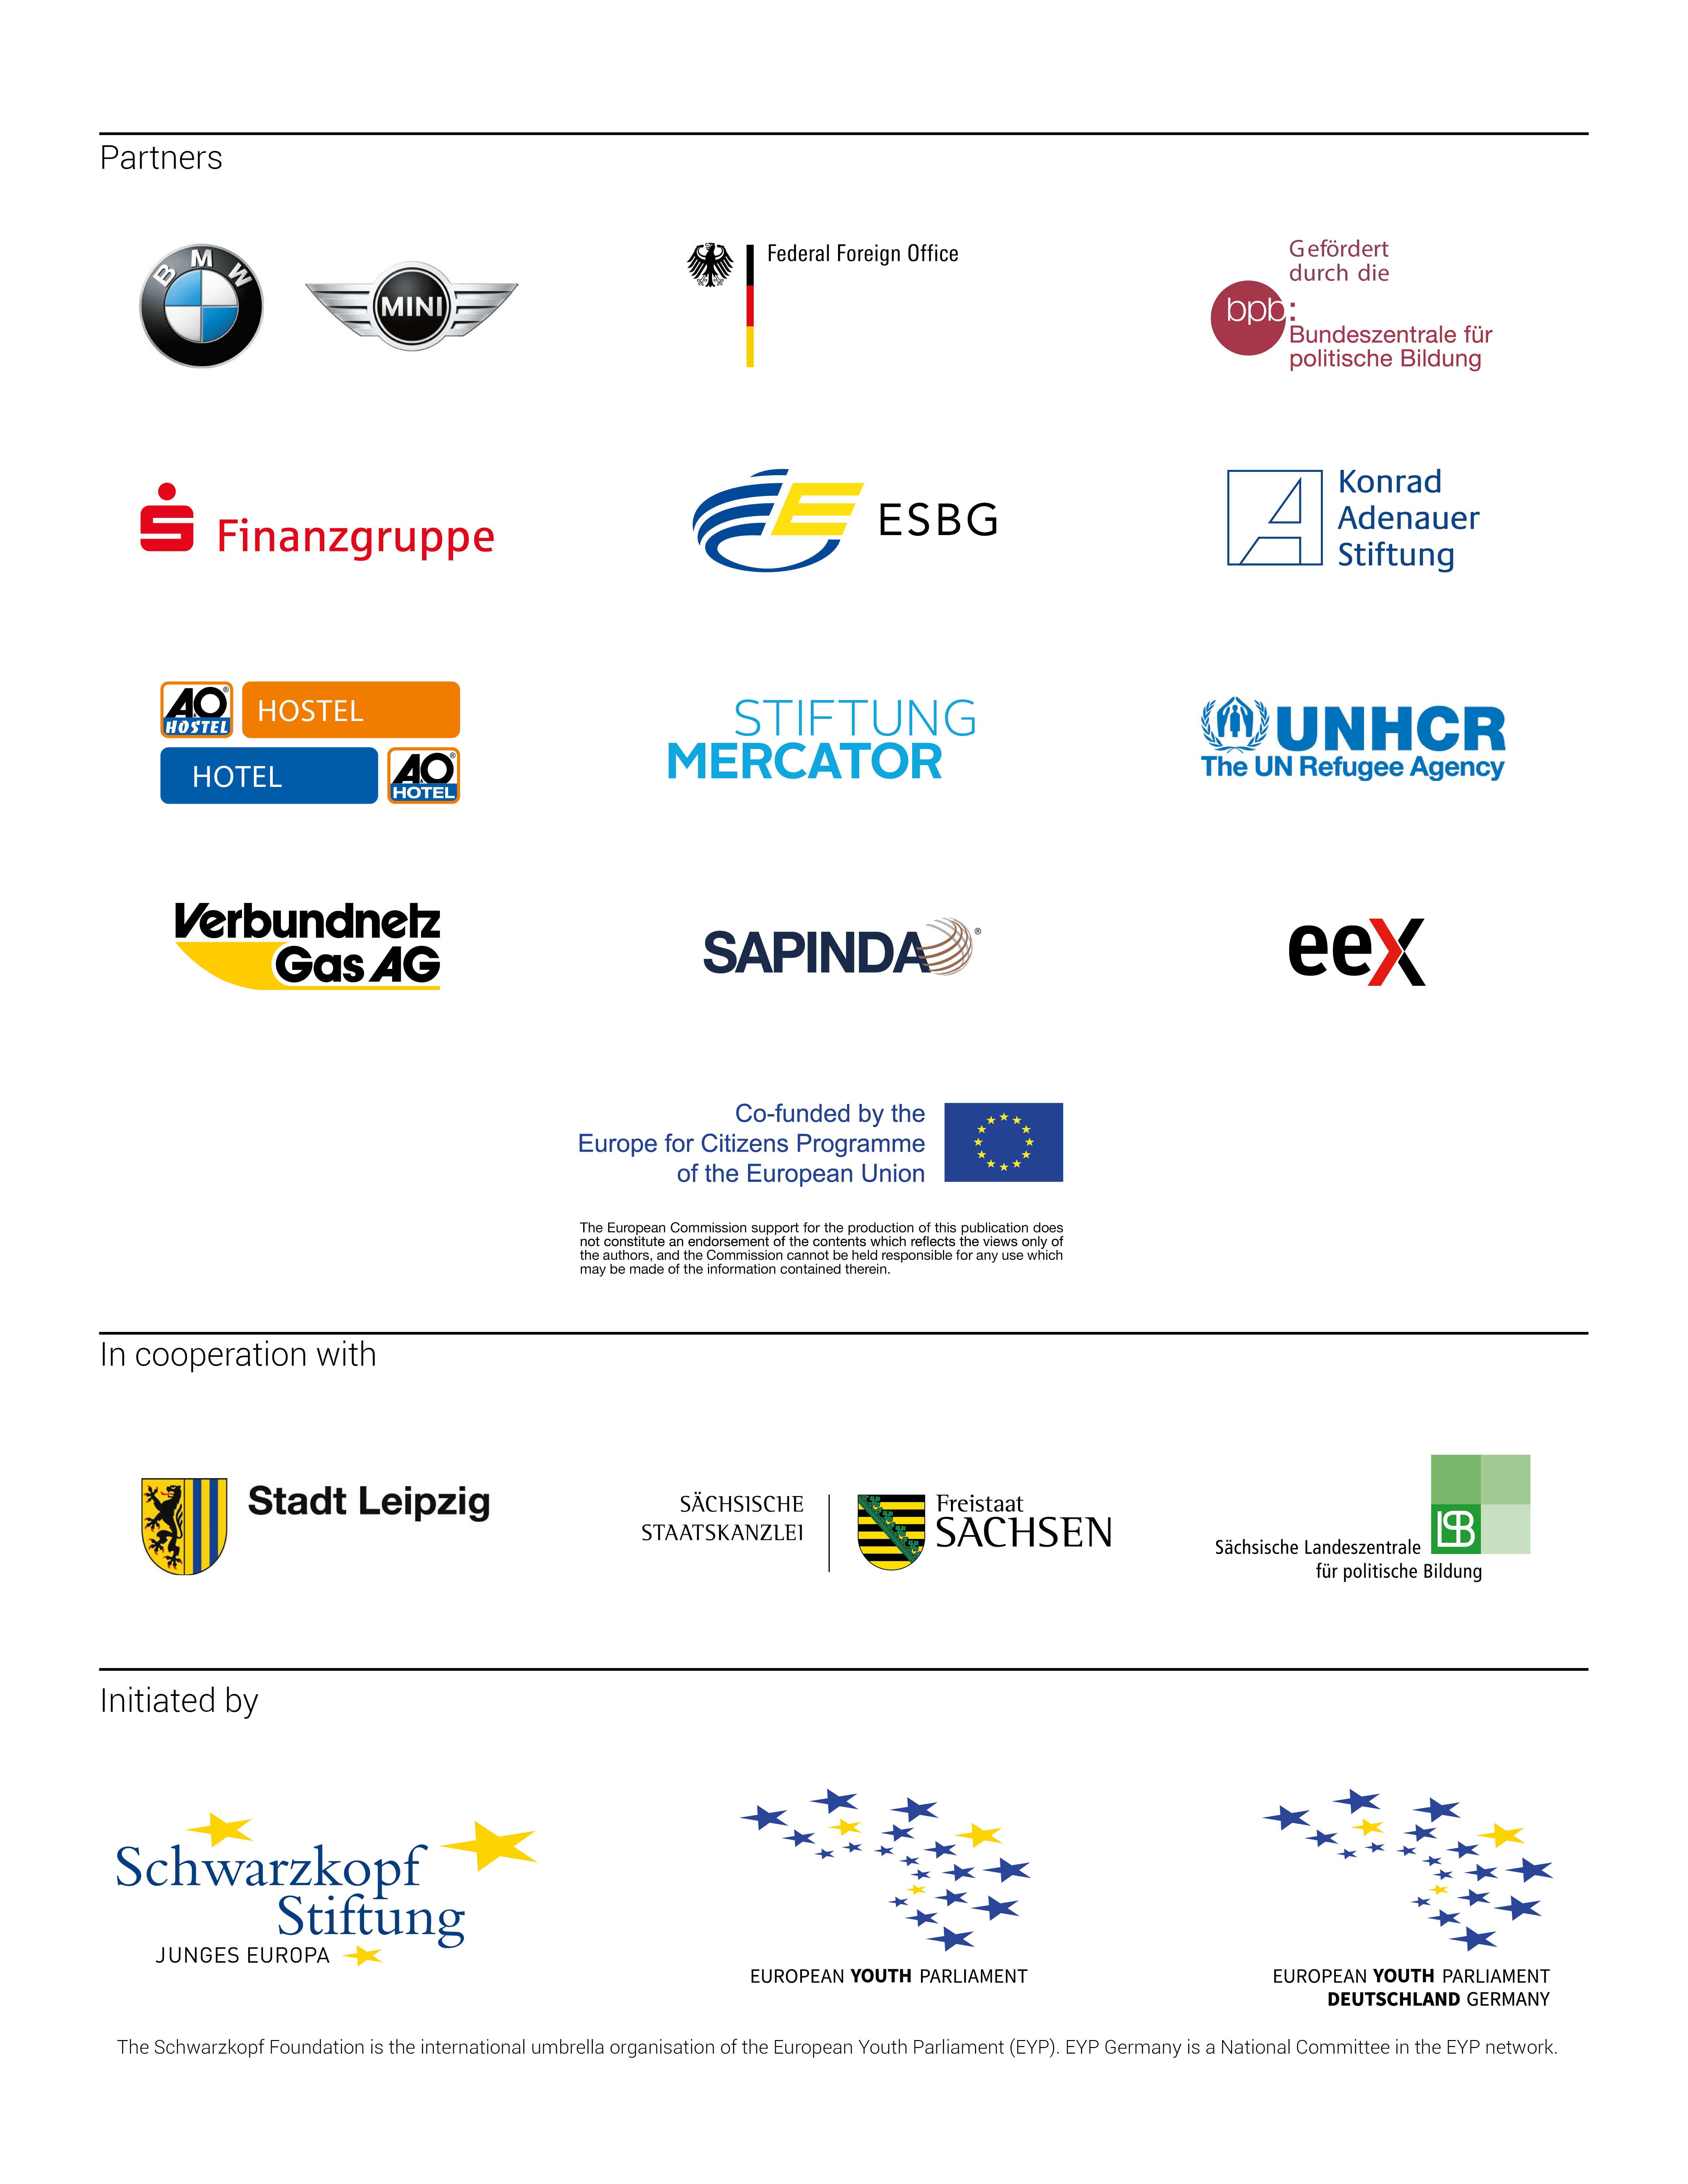 Partners
BMW
MINI
Federal Foreign Office
Gefördert
durch die
bpb:
Bundeszentrale für
politische Bildung
Finanzgruppe
ESBG
Konrad
Adenauer
Stiftung
AO®
HOSTEL
HOSTEL
HOTEL
AO®
HOTEL
STIFTUNG
MERCATOR
UNHCR
The UN Refugee Agency
Verbundnetz
Gas AG
SAPINDA®
eex
Co-funded by the
Europe for Citizens Programme
of the European Union
The European Commission support for the production of this publication does
not constitute an endorsement of the contents which reflects the views only of
the authors, and the Commission cannot be held responsible for any use which
may be made of the information contained therein.
In cooperation with
Stadt Leipzig
SÄCHSISCHE
STAATSKANZLEI
Freistaat
SACHSEN
LPB
Sächsische Landeszentrale
für politische Bildung
Initiated by
Schwarzkopf
Stiftung
JUNGES EUROPA
EUROPEAN YOUTH PARLIAMENT
EUROPEAN YOUTH PARLIAMENT
DEUTSCHLAND GERMANY
The Schwarzkopf Foundation is the international umbrella organisation of the European Youth Parliament (EYP). EYP Germany is a National Committee in the EYP network.